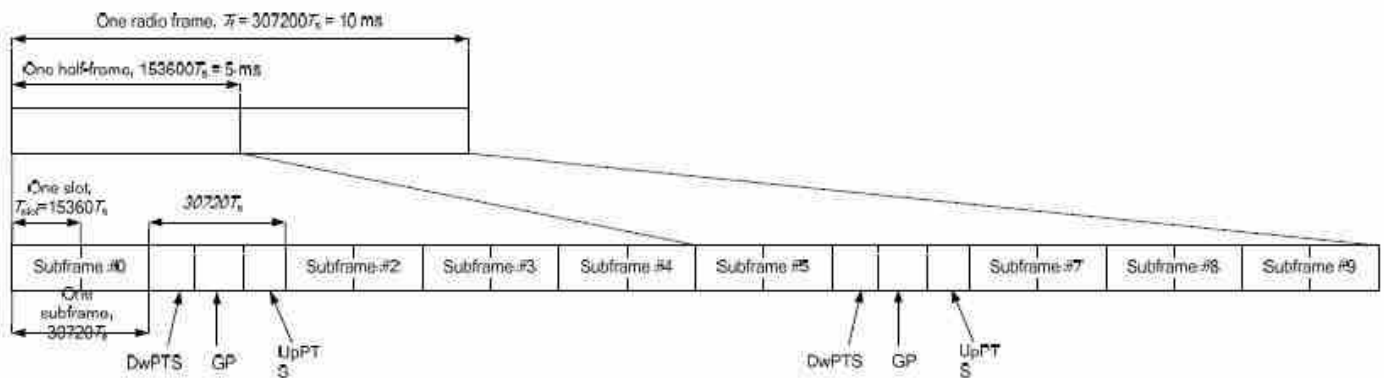 One radio frame, Tf = 307200Ts = 10 ms
One half-frame, 153600Ts = 5 ms
One slot,
Tslot=15360Ts
30720Ts
Subframe #0
Subframe #2
Subframe #3
Subframe #4
Subframe #5
Subframe #7
Subframe #8
Subframe #9
One
subframe,
30720Ts
DwPTS
GP
UpPT
S
DwPTS
GP
UpPT
S